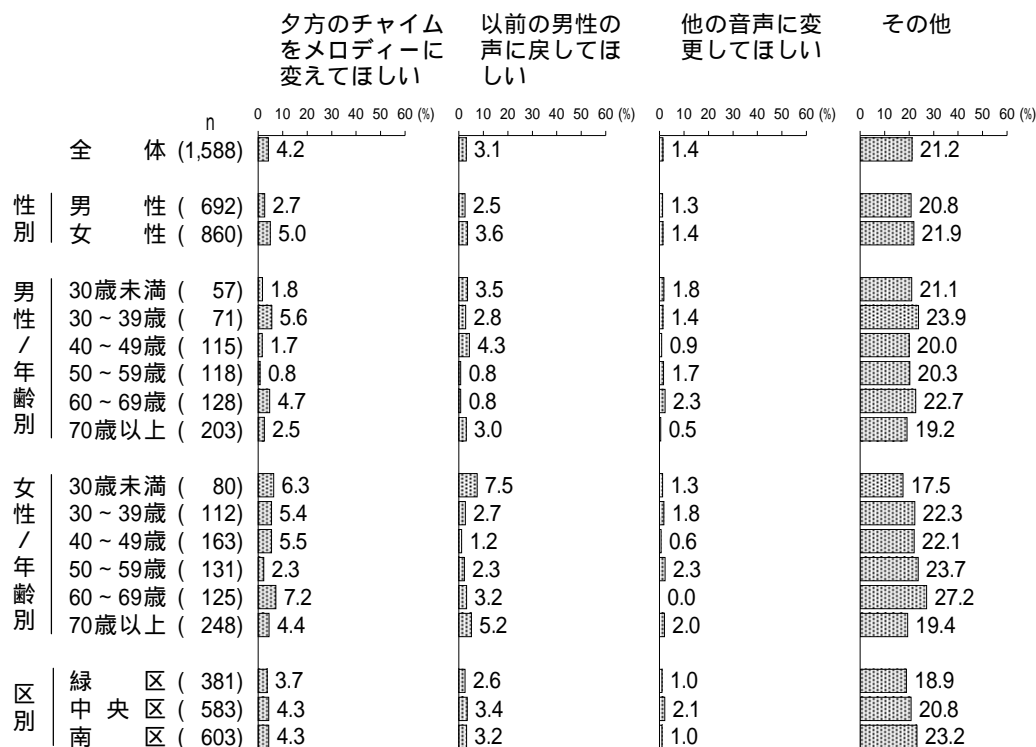 夕方のチャイムをメロディーに変えてほしい
以前の男性の声に戻してほしい
他の音声に変更してほしい
その他
n 0 10 20 30 40 50 60 (%) 0 10 20 30 40 50 60 (%) 0 10 20 30 40 50 60 (%) 0 10 20 30 40 50 60 (%)
全体 (1,588) 4.2 3.1 1.4 21.2
性別
男性 ( 692) 2.7 2.5 1.3 20.8
女性 ( 860) 5.0 3.6 1.4 21.9
男性/年齢別
30歳未満 ( 57) 1.8 3.5 1.8 21.1
30~39歳 ( 71) 5.6 2.8 1.4 23.9
40~49歳 ( 115) 1.7 4.3 0.9 20.0
50~59歳 ( 118) 0.8 0.8 1.7 20.3
60~69歳 ( 128) 4.7 0.8 2.3 22.7
70歳以上 ( 203) 2.5 3.0 0.5 19.2
女性/年齢別
30歳未満 ( 80) 6.3 7.5 1.3 17.5
30~39歳 ( 112) 5.4 2.7 1.8 22.3
40~49歳 ( 163) 5.5 1.2 0.6 22.1
50~59歳 ( 131) 2.3 2.3 2.3 23.7
60~69歳 ( 125) 7.2 3.2 0.0 27.2
70歳以上 ( 248) 4.4 5.2 2.0 19.4
区別
緑区 ( 381) 3.7 2.6 1.0 18.9
中央区 ( 583) 4.3 3.4 2.1 20.8
南区 ( 603) 4.3 3.2 1.0 23.2